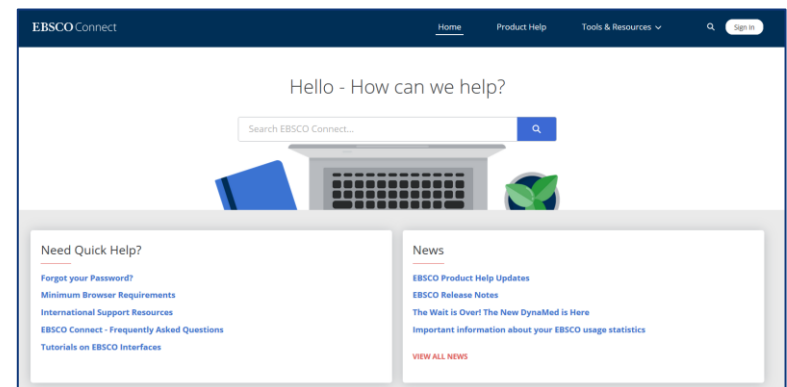 EBSCO Connect
Home
Product Help
Tools & Resources
Sign in
Hello - How can we help?
Search EBSCO Connect...
Need Quick Help?
Forgot your Password?
Minimum Browser Requirements
International Support Resources
EBSCO Connect - Frequently Asked Questions
Tutorials on EBSCO Interfaces
News
EBSCO Product Help Updates
EBSCO Release Notes
The Wait is Over! The New DynaMed is Here
Important information about your EBSCO usage statistics
VIEW ALL NEWS